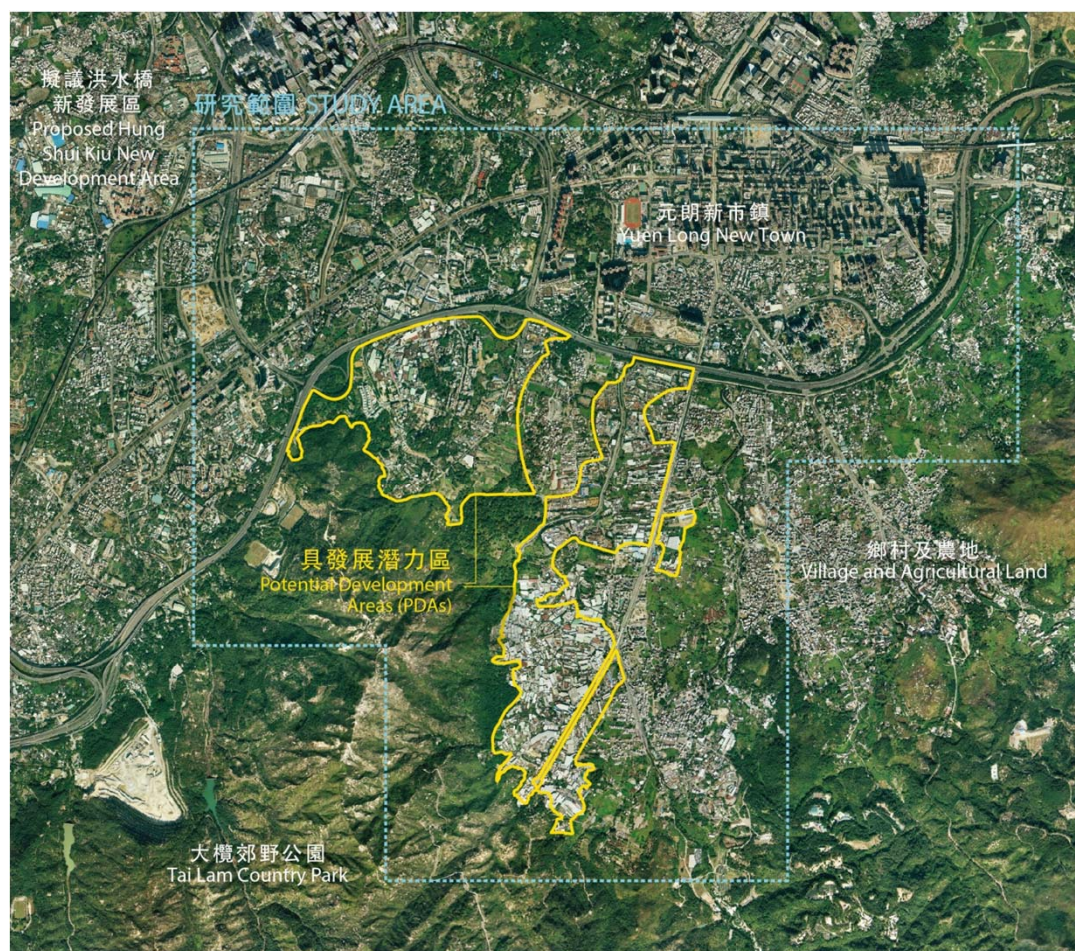 擬議洪水橋
新發展區
Proposed Hung
Shui Kiu New
Development Area
研究範圍 STUDY AREA
元朗新市鎮
Yuen Long New Town
具發展潛力區
Potential Development
Areas (PDAs)
鄉村及農地
Village and Agricultural Land
大欖郊野公園
Tai Lam Country Park